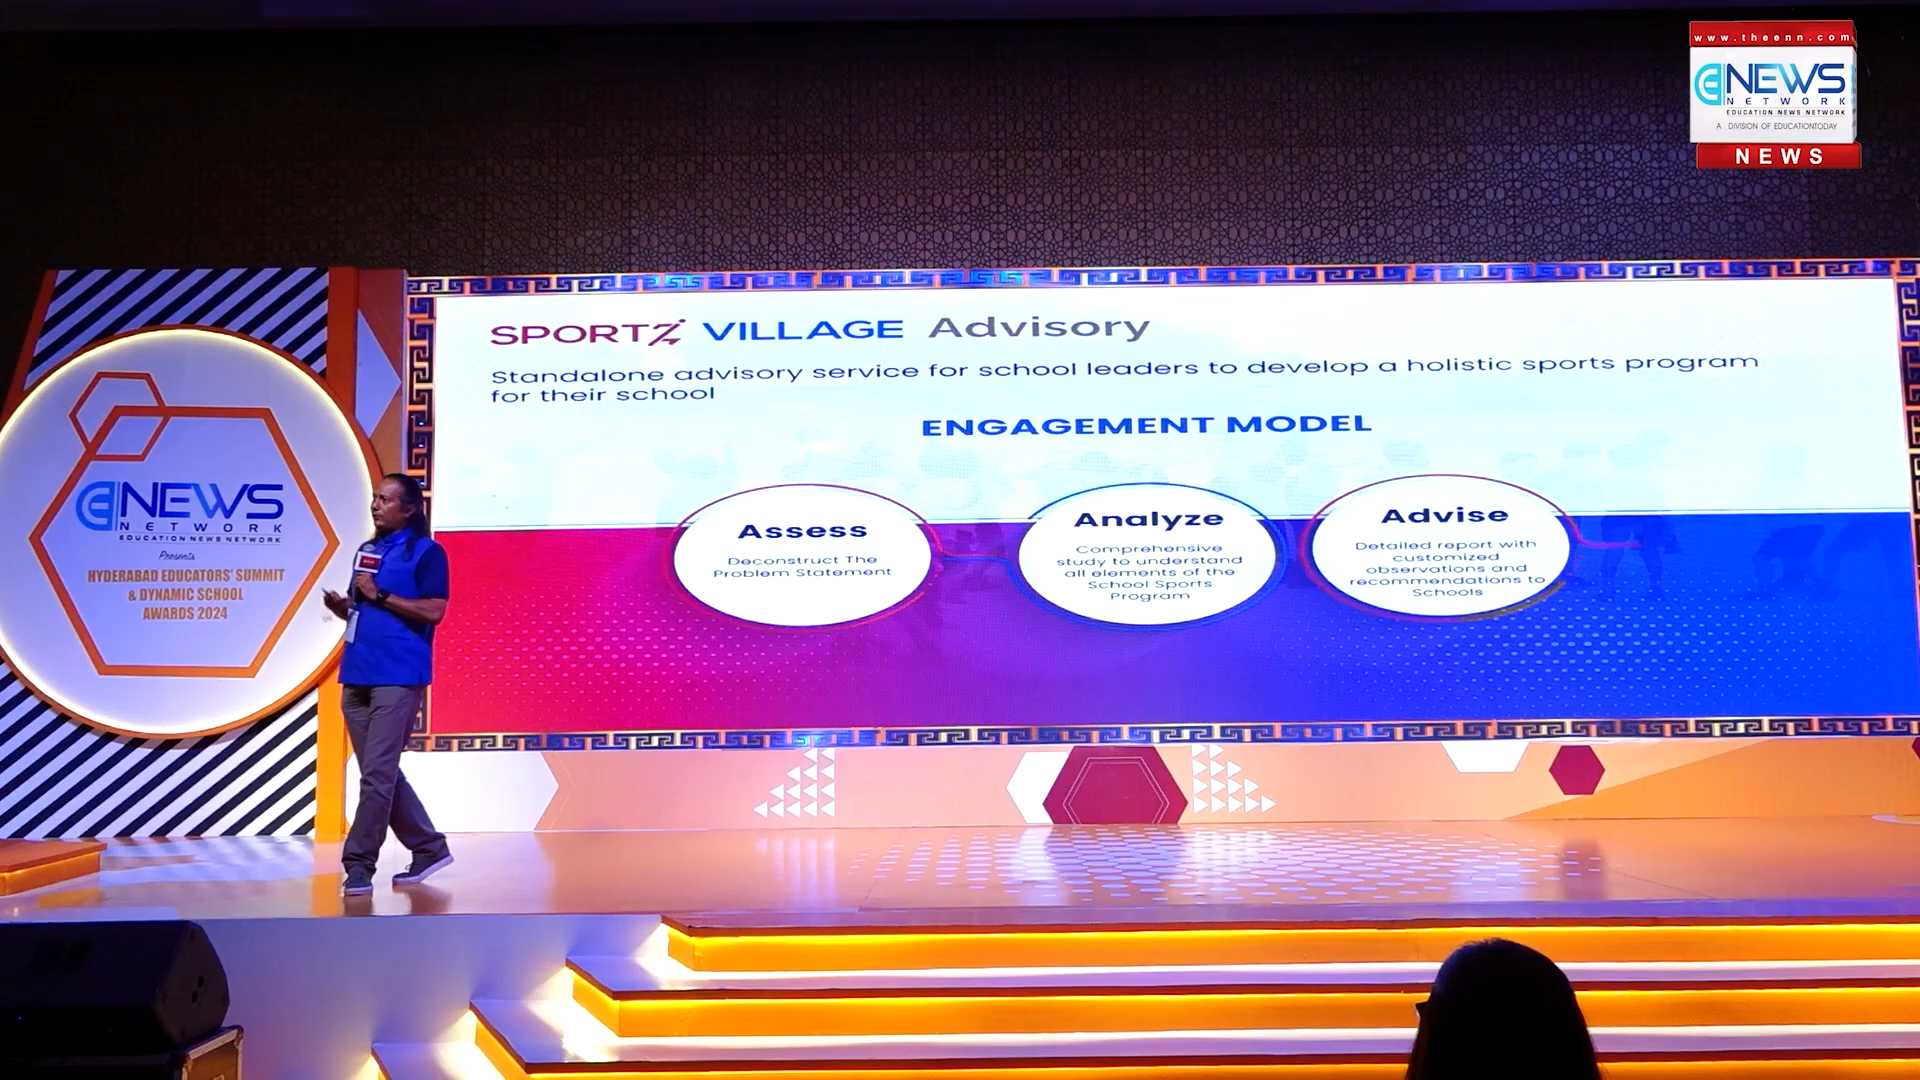 www.theenn.com
ENEWS
NETWORK
EDUCATION NEWS NETWORK
A DIVISION OF EDUCATIONTODAY
NEWS
SPORTZ VILLAGE Advisory
Standalone advisory service for school leaders to develop a holistic sports program
for their school
ENGAGEMENT MODEL
Assess
Deconstruct The
Problem Statement
Analyze
Comprehensive
study to understand
all elements of the
School Sports
Program
Advise
Detailed report with
customized
observations and
recommendations to
Schools
ENEWS
NETWORK
EDUCATION NEWS NETWORK
Presents
HYDERABAD EDUCATORS' SUMMIT
& DYNAMIC SCHOOL
AWARDS 2024